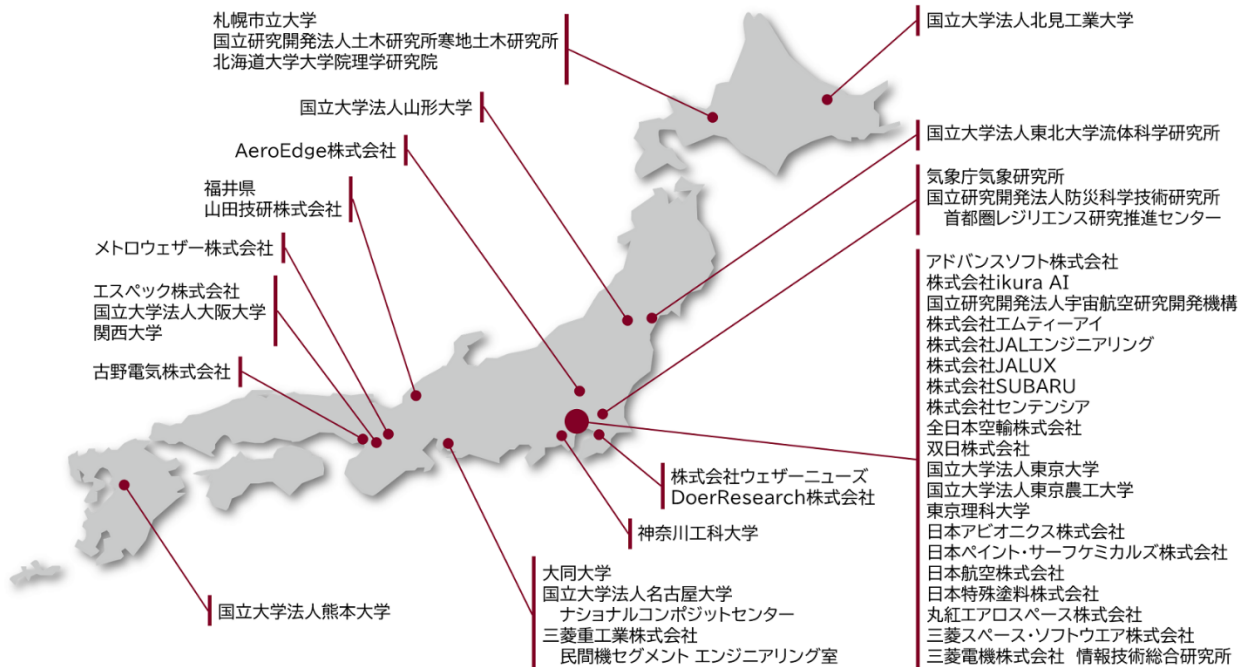 札幌市立大学
国立研究開発法人土木研究所寒地土木研究所
北海道大学大学院理学研究院
国立大学法人北見工業大学
国立大学法人山形大学
国立大学法人東北大学流体科学研究所
AeroEdge株式会社
気象庁気象研究所
国立研究開発法人防災科学技術研究所
首都圏レジリエンス研究推進センター
福井県
山田技研株式会社
メトロウェザー株式会社
エスペック株式会社
国立大学法人大阪大学
関西大学
古野電気株式会社
アドバンスソフト株式会社
株式会社ikura AI
国立研究開発法人宇宙航空研究開発機構
株式会社エムティーアイ
株式会社JALエンジニアリング
株式会社JALUX
株式会社SUBARU
株式会社センテンシア
全日本空輸株式会社
双日株式会社
国立大学法人東京大学
国立大学法人東京農工大学
東京理科大学
日本アビオニクス株式会社
日本ペイント・サーフケミカルズ株式会社
日本航空株式会社
日本特殊塗料株式会社
丸紅エアロスペース株式会社
三菱スペース・ソフトウエア株式会社
三菱電機株式会社 情報技術総合研究所
株式会社ウェザーニューズ
DoerResearch株式会社
神奈川工科大学
大同大学
国立大学法人名古屋大学
ナショナルコンポジットセンター
三菱重工業株式会社
民間機セグメント エンジニアリング室
国立大学法人熊本大学